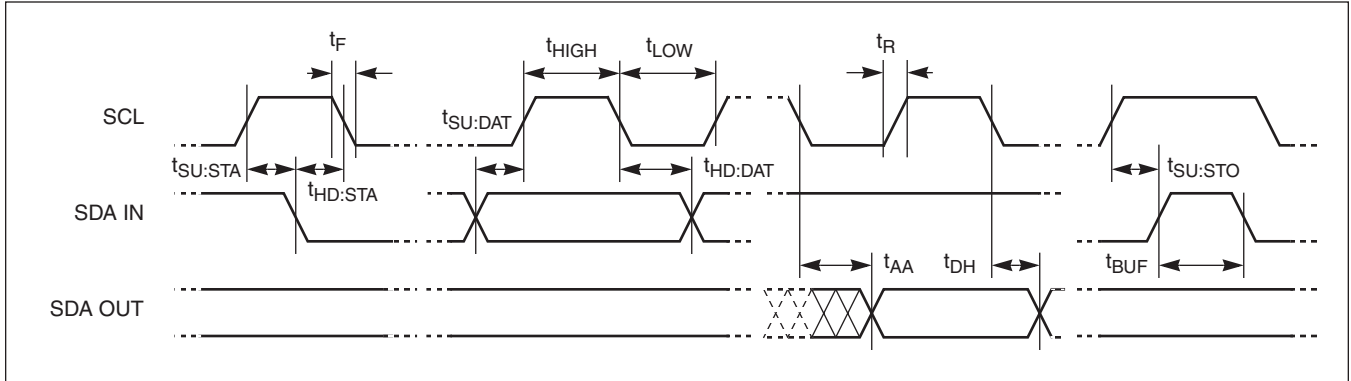 tF
tHIGH
tLOW
tR
SCL
tSU:DAT
tSU:STA
tHD:STA
tHD:DAT
tSU:STO
SDA IN
tAA
tDH
tBUF
SDA OUT